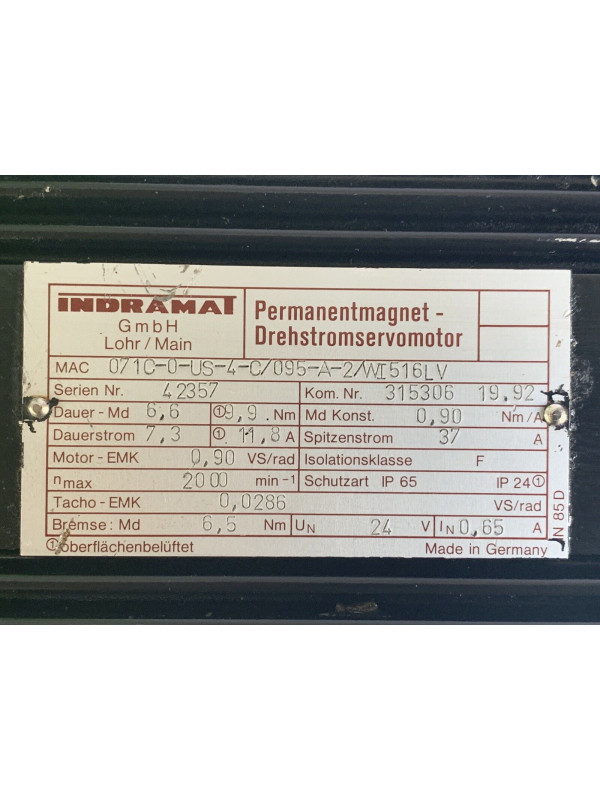 INDRAMAT
GmbH
Lohr/Main
Permanentmagnet -
Drehstromservomotor
MAC 071C-0-US-4-C/095-A-2/WI516LV
Serien Nr. 42357 Kom. Nr. 315306 19.92
Dauer - Md 6,6 ①9,9 Nm Md Konst. 0,90 Nm/A
Dauerstrom 7,3 ① 11,8 A Spitzenstrom 37 A
Motor - EMK 0,90 VS/rad Isolationsklasse F
nmax 2000 min-1 Schutzart IP 65 IP 24①
Tacho - EMK 0,0286 VS/rad
Bremse: Md 6,5 Nm UN 24 V IN 0,65 A
①oberflächenbelüftet Made in Germany
IN 85D